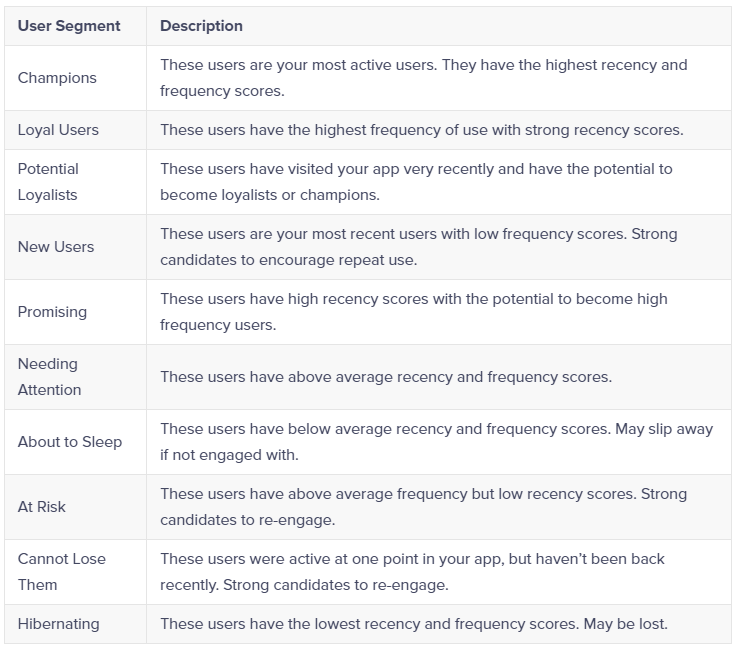 User Segment Description
Champions
These users are your most active users. They have the highest recency and
frequency scores.
Loyal Users
These users have the highest frequency of use with strong recency scores.
Potential
Loyalists
These users have visited your app very recently and have the potential to
become loyalists or champions.
New Users
These users are your most recent users with low frequency scores. Strong
candidates to encourage repeat use.
Promising
These users have high recency scores with the potential to become high
frequency users.
Needing
Attention
These users have above average recency and frequency scores.
About to Sleep
These users have below average recency and frequency scores. May slip away
if not engaged with.
At Risk
These users have above average frequency but low recency scores. Strong
candidates to re-engage.
Cannot Lose
Them
These users were active at one point in your app, but haven’t been back
recently. Strong candidates to re-engage.
Hibernating
These users have the lowest recency and frequency scores. May be lost.